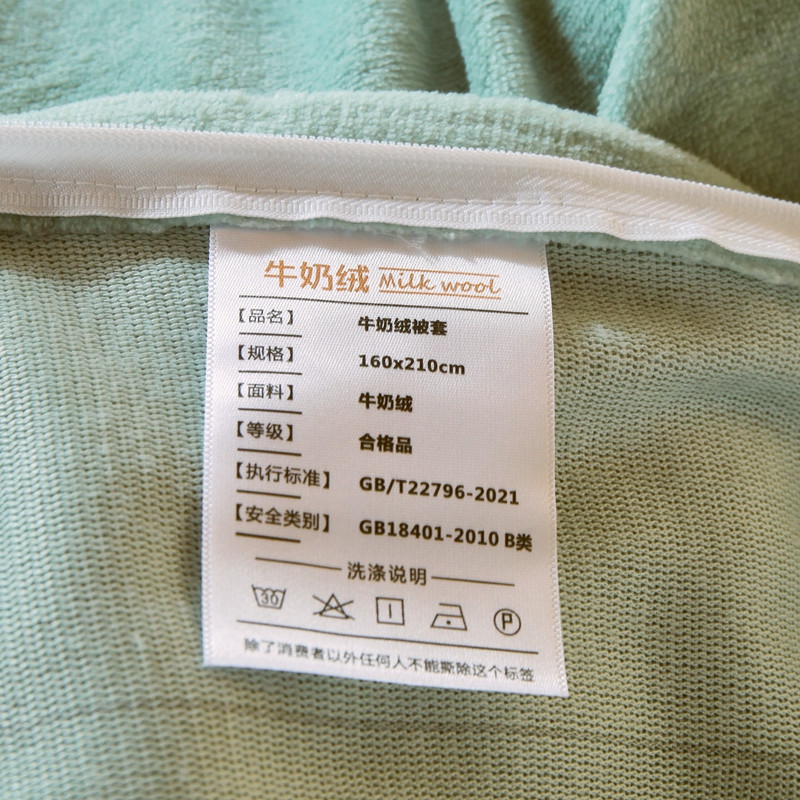 牛奶绒 Milk wool
【品名】 牛奶绒被套
【规格】 160x210cm
【面料】 牛奶绒
【等级】 合格品
【执行标准】 GB/T22796-2021
【安全类别】 GB18401-2010 B类
洗涤说明
30 P
除了消费者以外任何人不能撕除这个标签